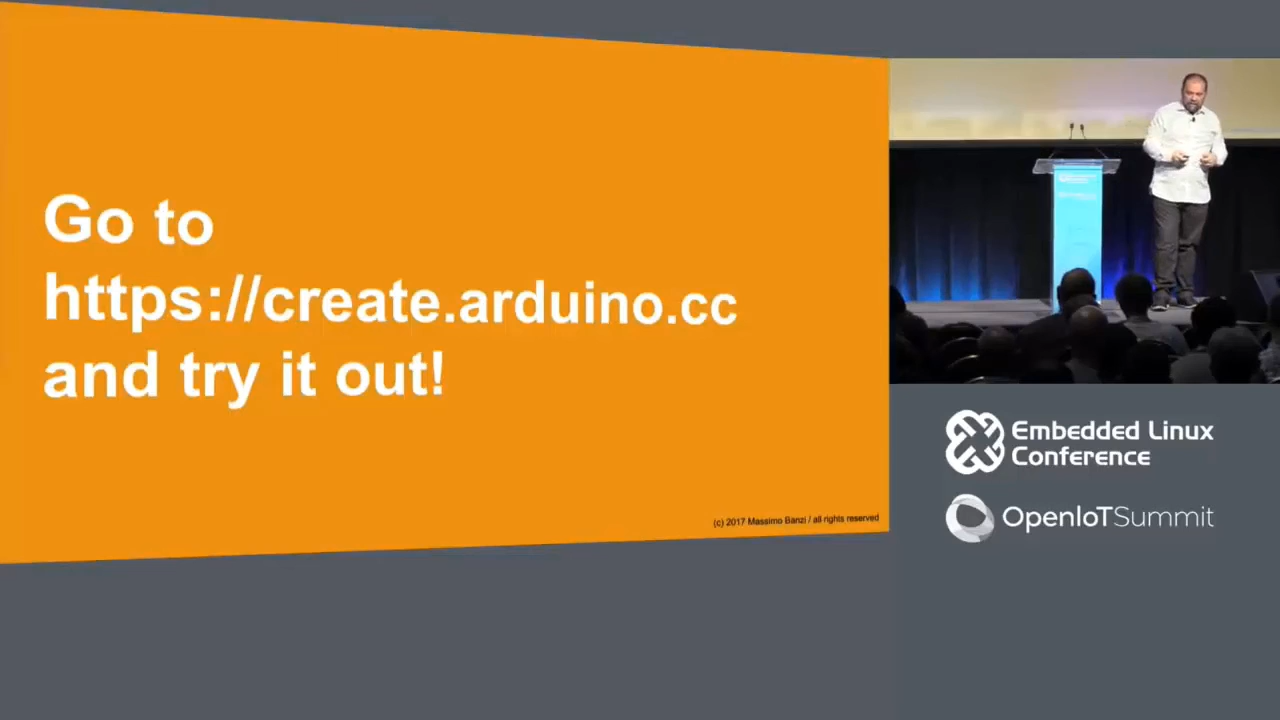 Go to
https://create.arduino.cc
and try it out!
(c) 2017 Massimo Banzi / all rights reserved
Embedded Linux
Conference
OpenIoTSummit